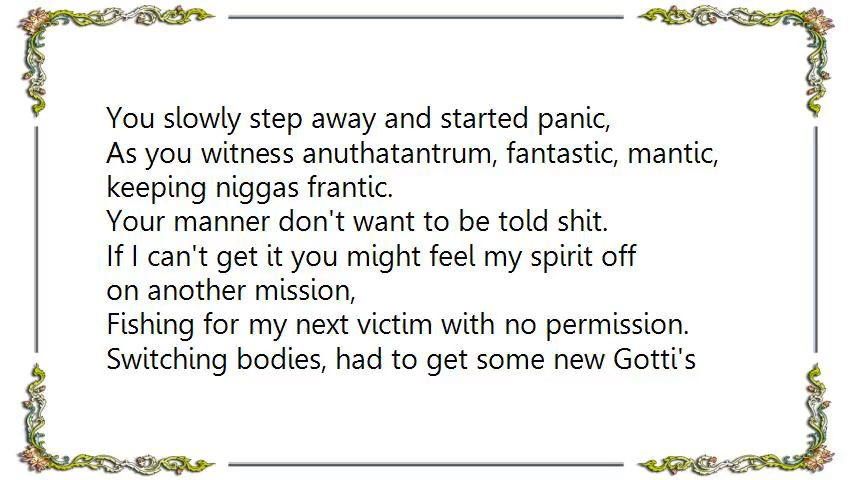 You slowly step away and started panic,
As you witness anuthatantrum, fantastic, mantic,
keeping niggas frantic.
Your manner don't want to be told shit.
If I can't get it you might feel my spirit off
on another mission,
Fishing for my next victim with no permission.
Switching bodies, had to get some new Gotti's